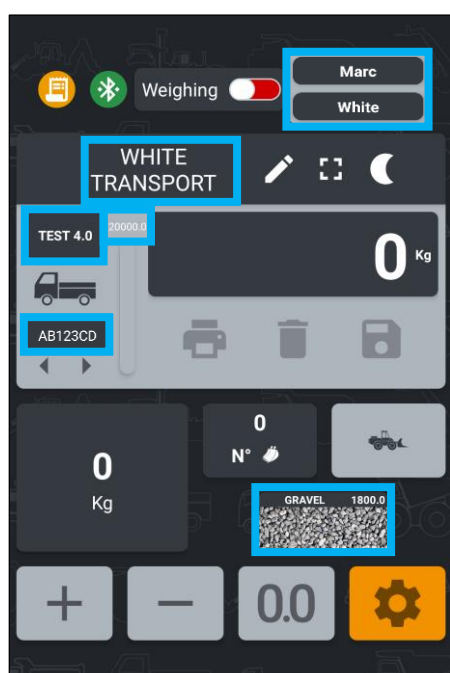 Weighing
Marc
White
WHITE
TRANSPORT
TEST 4.0
20000.0
0 Kg
AB123CD
0
Kg
0
N°
GRAVEL 1800.0
+ − 0.0